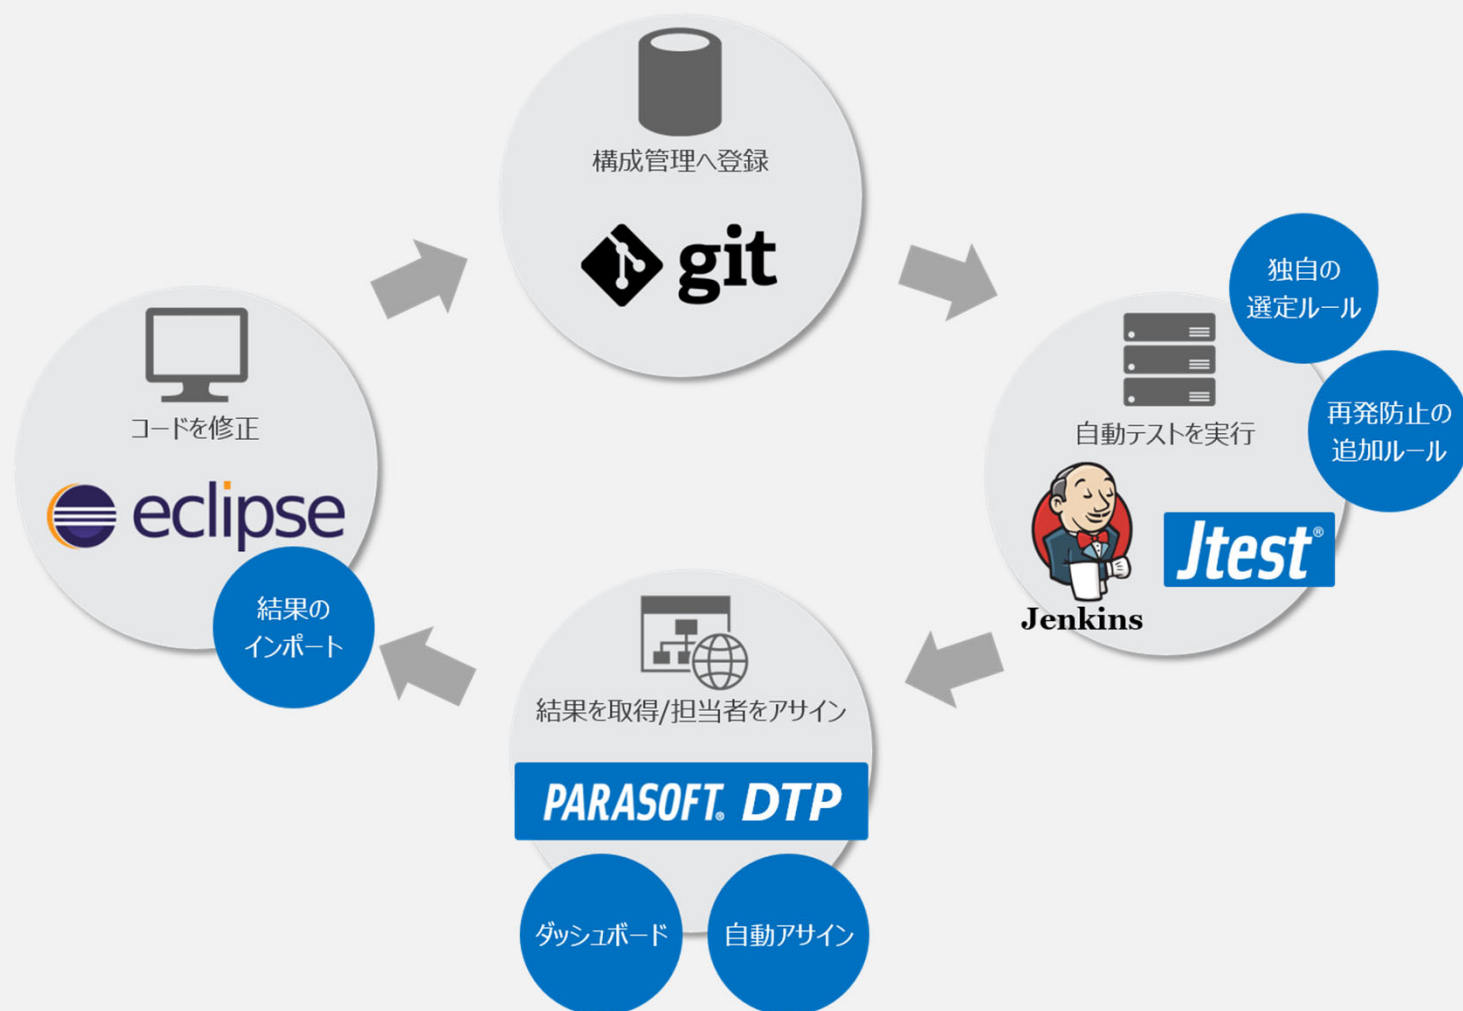 構成管理へ登録
git
独自の
選定ルール
再発防止の
追加ルール
自動テストを実行
Jtest®
Jenkins
コードを修正
eclipse
結果の
インポート
結果を取得/担当者をアサイン
PARASOFT® DTP
ダッシュボード
自動アサイン